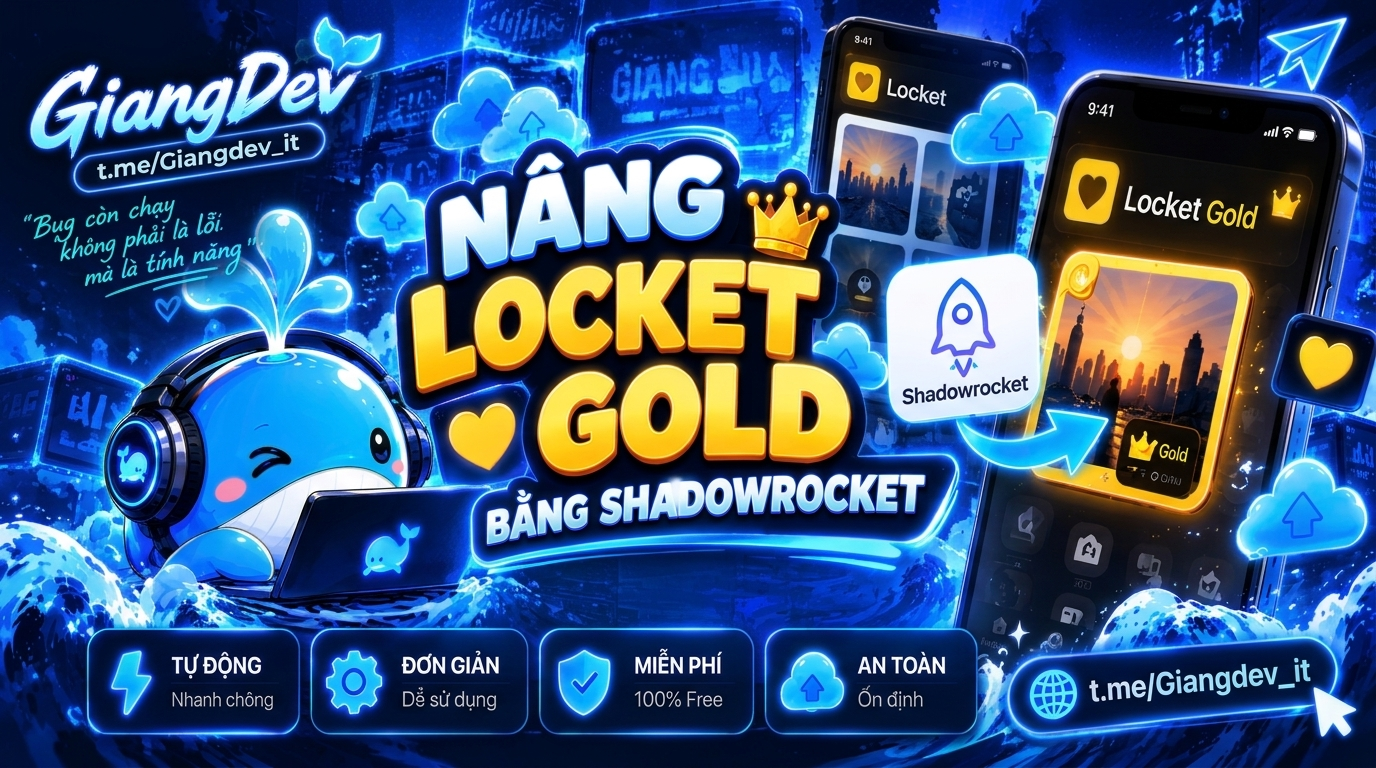 GiangDev
t.me/Giangdev_it
"Bug còn chạy
không phải là lỗi.
mà là tính năng"
NÂNG
LOCKET
GOLD
BẰNG SHADOWROCKET
9:41
Locket
Shadowrocket
9:41
Locket Gold
Gold
TỰ ĐỘNG
Nhanh chông
ĐƠN GIẢN
Dễ sử dụng
MIỄN PHÍ
100% Free
AN TOÀN
Ổn định
t.me/Giangdev_it